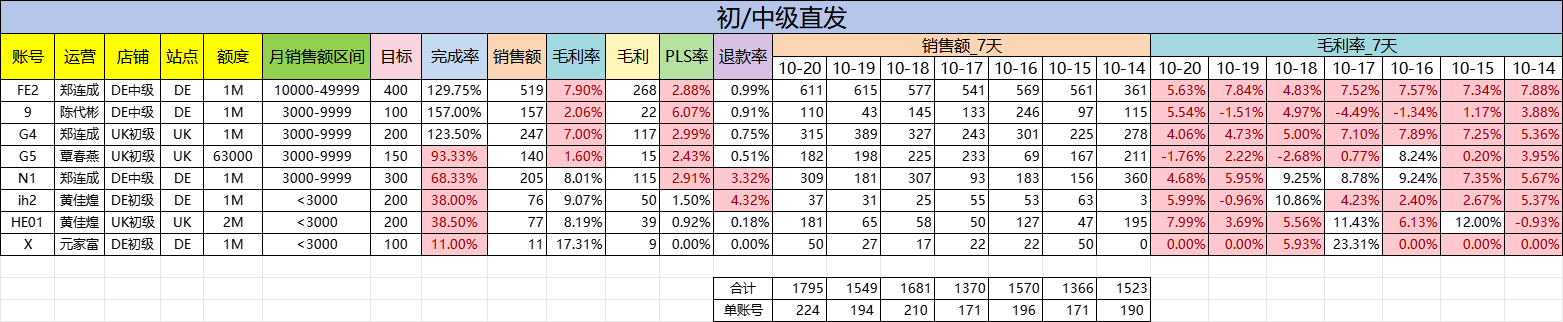 初/中级直发
账号 运营 店铺 站点 额度 月销售额区间 目标 完成率 销售额 毛利率 毛利 PLS率 退款率 销售额_7天 毛利率_7天
10-20 10-19 10-18 10-17 10-16 10-15 10-14 10-20 10-19 10-18 10-17 10-16 10-15 10-14
FE2 郑连成 DE中级 DE 1M 10000-49999 400 129.75% 519 7.90% 268 2.88% 0.99% 611 615 577 541 569 561 361 5.63% 7.84% 4.83% 7.52% 7.57% 7.34% 7.88%
9 陈代彬 DE中级 DE 1M 3000-9999 100 157.00% 157 2.06% 22 6.07% 0.91% 110 43 145 133 246 97 115 5.54% -1.51% 4.97% -4.49% -1.34% 1.17% 3.88%
G4 郑连成 UK初级 UK 1M 3000-9999 200 123.50% 247 7.00% 117 2.99% 0.75% 315 389 327 243 301 225 278 4.06% 4.73% 5.00% 7.10% 7.89% 7.25% 5.36%
G5 覃春燕 UK初级 UK 63000 3000-9999 150 93.33% 140 1.60% 15 2.43% 0.51% 182 198 225 233 69 167 211 -1.76% 2.22% -2.68% 0.77% 8.24% 0.20% 3.95%
N1 郑连成 DE中级 DE 1M 3000-9999 300 68.33% 205 8.01% 115 2.91% 3.32% 309 181 307 93 183 156 360 4.68% 5.95% 9.25% 8.78% 9.24% 7.35% 5.67%
ih2 黄佳煌 DE初级 DE 1M <3000 200 38.00% 76 9.07% 50 1.50% 4.32% 37 31 25 55 53 63 3 5.99% -0.96% 10.86% 4.23% 2.40% 2.67% 5.37%
HE01 黄佳煌 UK初级 UK 2M <3000 200 38.50% 77 8.19% 39 0.92% 0.18% 181 65 58 50 127 47 195 7.99% 3.69% 5.56% 11.43% 6.13% 12.00% -0.93%
X 元家富 DE初级 DE 1M <3000 100 11.00% 11 17.31% 9 0.00% 0.00% 50 27 17 22 22 50 0 0.00% 0.00% 5.93% 23.31% 0.00% 0.00% 0.00%
合计 1795 1549 1681 1370 1570 1366 1523
单账号 224 194 210 171 196 171 190